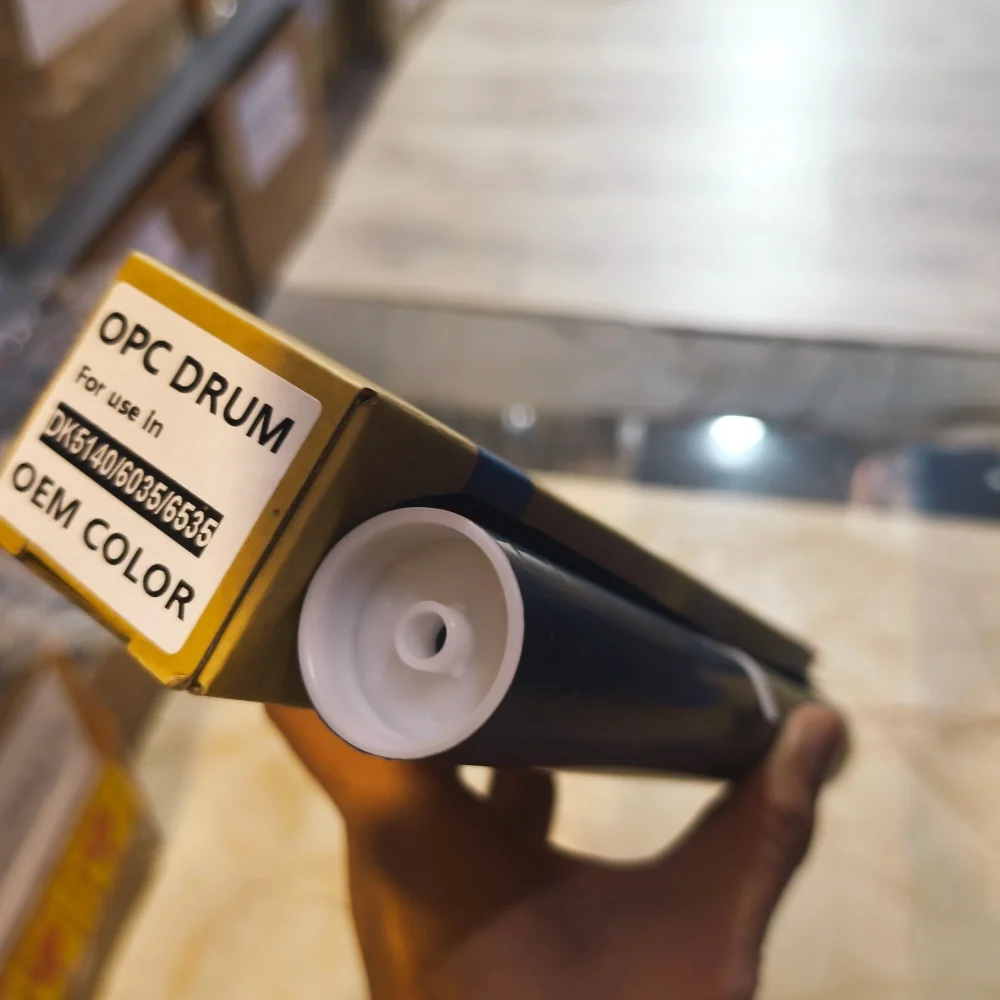 OPC DRUM
For use in
DK5140/6035/6535
OEM COLOR